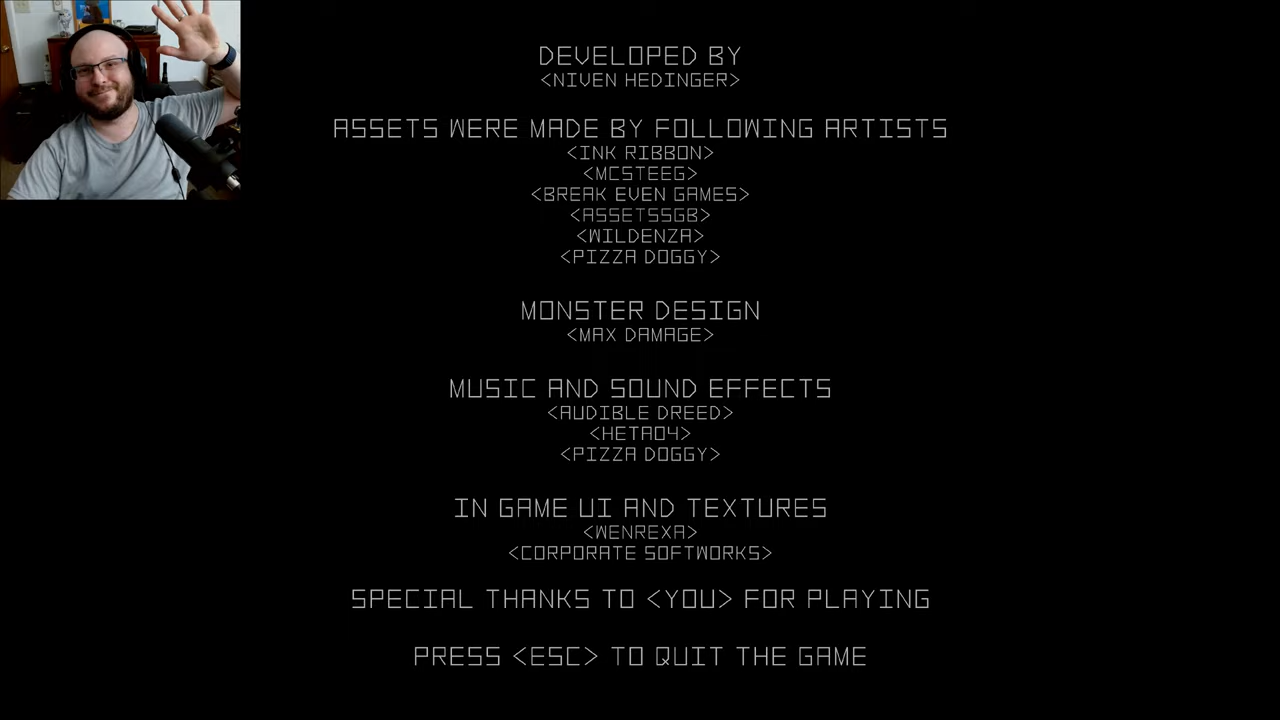 DEVELOPED BY
<NIVEN HEDINGER>
ASSETS WERE MADE BY FOLLOWING ARTISTS
<INK RIBBON>
<MCSTEEG>
<BREAK EVEN GAMES>
<ASSETSSGB>
<WILDENZA>
<PIZZA DOGGY>
MONSTER DESIGN
<MAX DAMAGE>
MUSIC AND SOUND EFFECTS
<AUDIBLE DREED>
<HETA04>
<PIZZA DOGGY>
IN GAME UI AND TEXTURES
<WENREXA>
<CORPORATE SOFTWORKS>
SPECIAL THANKS TO <YOU> FOR PLAYING
PRESS <ESC> TO QUIT THE GAME